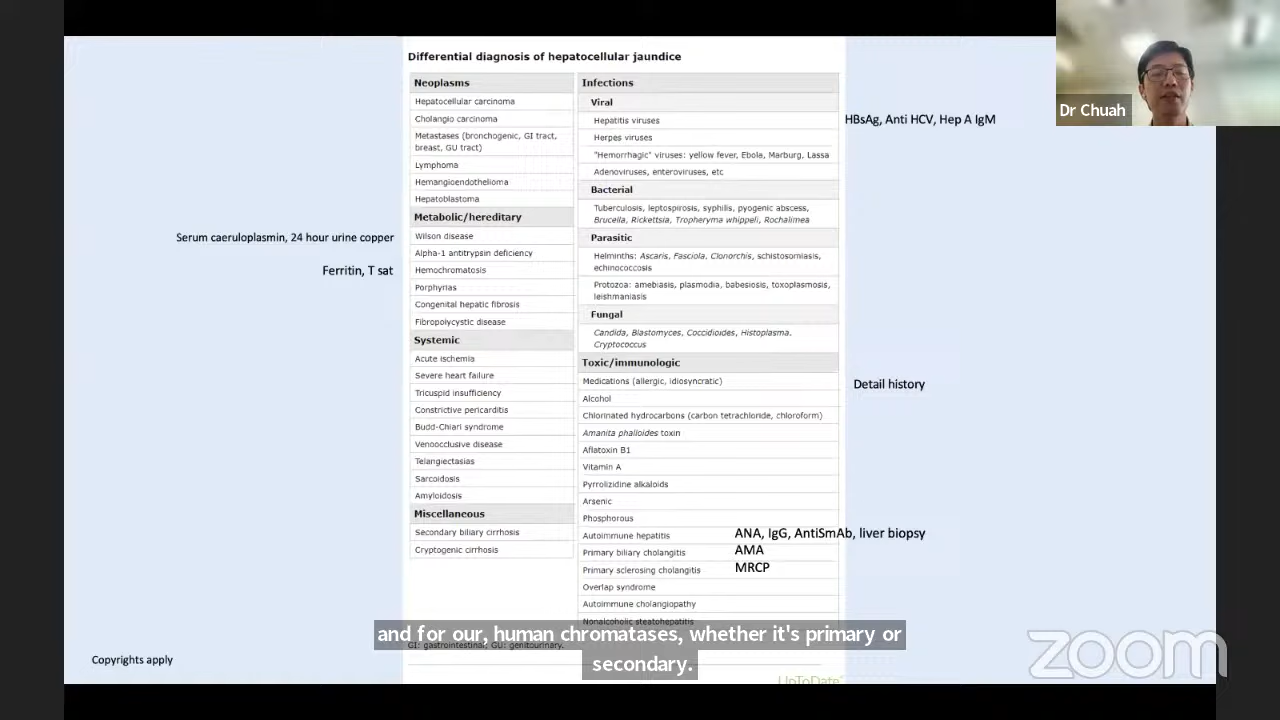 Differential diagnosis of hepatocellular jaundice
Neoplasms
Hepatocellular carcinoma
Cholangio carcinoma
Metastases (bronchogenic, GI tract,
breast, GU tract)
Lymphoma
Hemangioendothelioma
Hepatoblastoma
Metabolic/hereditary
Serum caeruloplasmin, 24 hour urine copper
Wilson disease
Alpha-1 antitrypsin deficiency
Ferritin, T sat
Hemochromatosis
Porphyrias
Congenital hepatic fibrosis
Fibropolycystic disease
Systemic
Acute ischemia
Severe heart failure
Tricuspid insufficiency
Constrictive pericarditis
Budd-Chiari syndrome
Venoocclusive disease
Telangiectasias
Sarcoidosis
Amyloidosis
Miscellaneous
Secondary biliary cirrhosis
Cryptogenic cirrhosis
Infections
Viral
Hepatitis viruses
HBsAg, Anti HCV, Hep A IgM
Herpes viruses
"Hemorrhagic" viruses: yellow fever, Ebola, Marburg, Lassa
Adenoviruses, enteroviruses, etc
Bacterial
Tuberculosis, leptospirosis, syphilis, pyogenic abscess,
Brucella, Rickettsia, Tropheryma whippeli, Rochalimea
Parasitic
Helminths: Ascaris, Fasciola, Clonorchis, schistosomiasis,
echinococcosis
Protozoa: amebiasis, plasmodia, babesiosis, toxoplasmosis,
leishmaniasis
Fungal
Candida, Blastomyces, Coccidioides, Histoplasma,
Cryptococcus
Toxic/immunologic
Medications (allergic, idiosyncratic)
Detail history
Alcohol
Chlorinated hydrocarbons (carbon tetrachloride, chloroform)
Amanita phalloides toxin
Aflatoxin B1
Vitamin A
Pyrrolizidine alkaloids
Arsenic
Phosphorous
Autoimmune hepatitis
ANA, IgG, AntiSmAb, liver biopsy
Primary biliary cholangitis
AMA
Primary sclerosing cholangitis
MRCP
Overlap syndrome
Autoimmune cholangiopathy
Nonalcoholic steatohepatitis
GI: gastrointestinal; GU: genitourinary.
and for our, human chromatases, whether it's primary or
secondary.
Copyrights apply
UpToDate
Dr Chuah
zoom